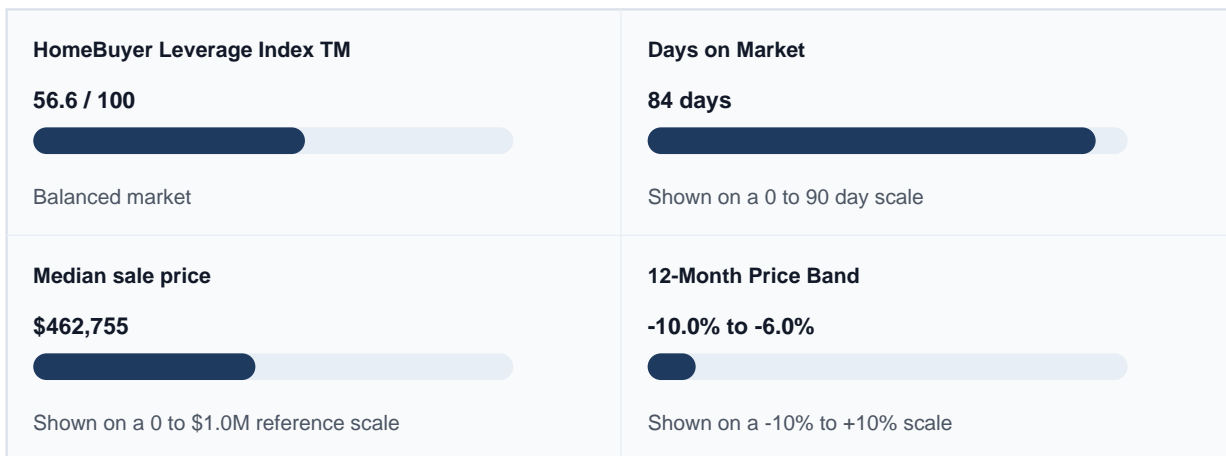 HomeBuyer Leverage Index TM
56.6 / 100
Balanced market
Days on Market
84 days
Shown on a 0 to 90 day scale
Median sale price
$462,755
Shown on a 0 to $1.0M reference scale
12-Month Price Band
-10.0% to -6.0%
Shown on a -10% to +10% scale